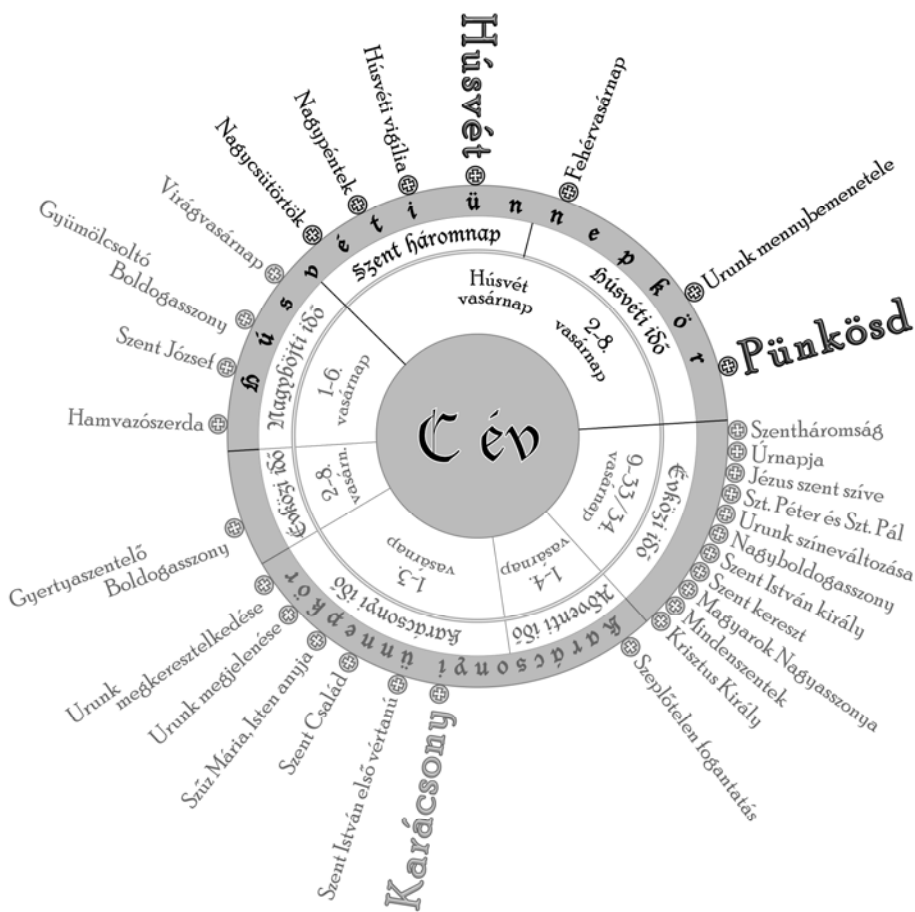 Húsvét
Fehérvasárnap
Urunk mennybemenetele
Pünkösd
Szentháromság
Úrnapja
Jézus szent szíve
Szt. Péter és Szt. Pál
Urunk színeváltozása
Nagyboldogasszony
Szent István király
Szent kereszt
Magyarok Nagyasszonya
Mindenszentek
Krisztus Király
Szeplőtelen fogantatás
Karácsony
Szent István első vértanú
Szent Család
Szűz Mária, Isten anyja
Urunk megjelenése
Urunk
megkeresztelkedése
Gyertyaszentelő
Boldogasszony
Hamvazószerda
Szent József
Gyümölcsoltó
Boldogasszony
Virágvasárnap
Nagycsütörtök
Nagypéntek
Húsvéti vigília
Húsvéti ünnepkör
Karácsonyi ünnepkör
Szent háromnap
Húsvéti idő
Évközi idő
Ádventi idő
Karácsonyi idő
Évközi idő
Nagyböjti idő
Húsvét
vasárnap
2-8.
vasárnap
9-33/34.
vasárnap
1-4.
vasárnap
1-3.
vasárnap
2-8.
vasárn.
1-6.
vasárnap
C év